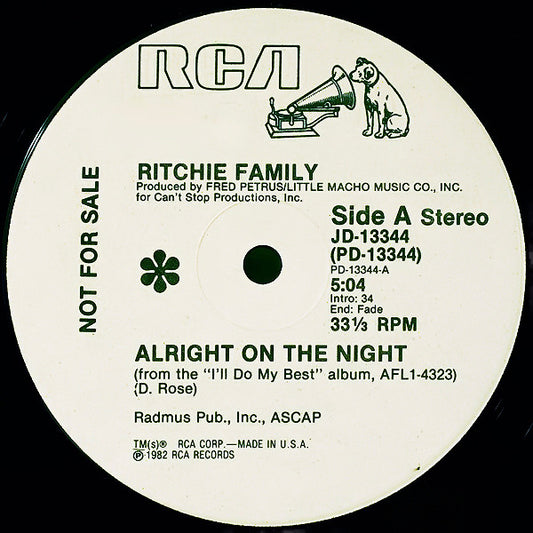 RCA
RITCHIE FAMILY
Produced by FRED PETRUS/LITTLE MACHO MUSIC CO., INC.
for Can't Stop Productions, Inc.
NOT FOR SALE
Side A Stereo
JD-13344
(PD-13344)
PD-13344-A
5:04
Intro: 34
End: Fade
33⅓ RPM
ALRIGHT ON THE NIGHT
(from the "I'll Do My Best" album, AFL1-4323)
(D. Rose)
Radmus Pub., Inc., ASCAP
TM(s)® RCA CORP.—MADE IN U.S.A.
℗ 1982 RCA RECORDS